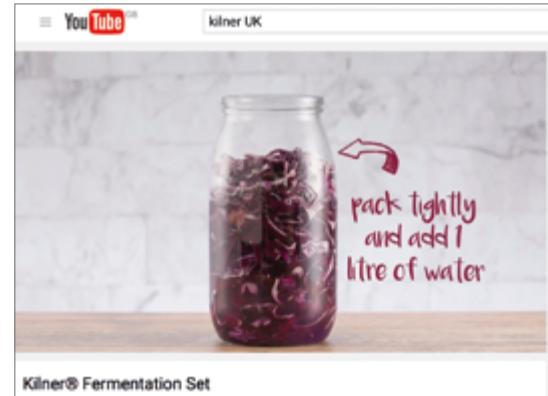 YouTube GB
kilner UK
pack tightly
and add 1
litre of water
Kilner® Fermentation Set